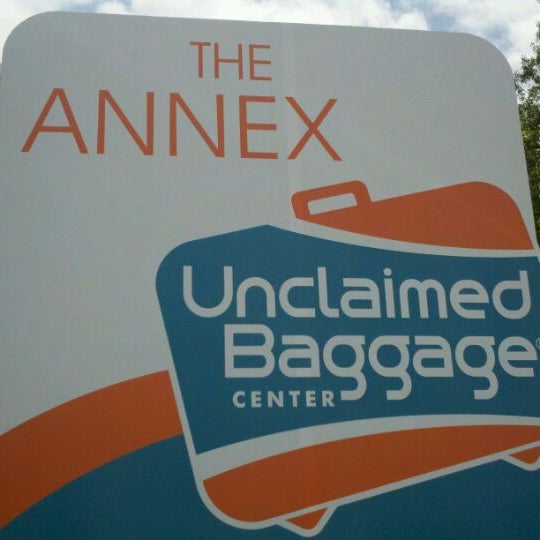 THE
ANNEX
Unclaimed
Baggage
CENTER